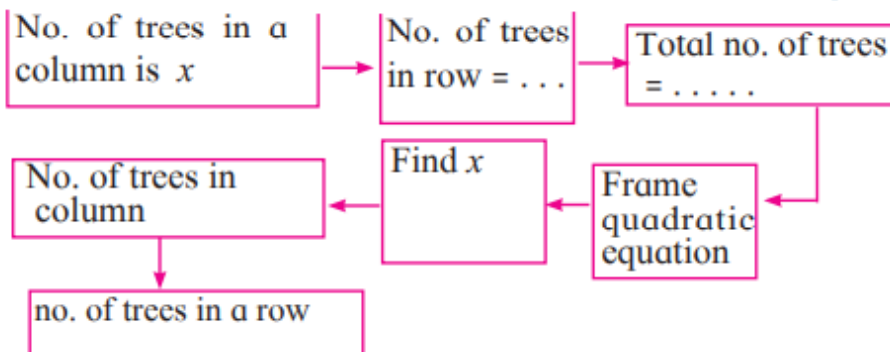 No. of trees in a
column is x
No. of trees
in row = . . .
Total no. of trees
= . . . . .
Frame
quadratic
equation
Find x
No. of trees in
column
no. of trees in a row